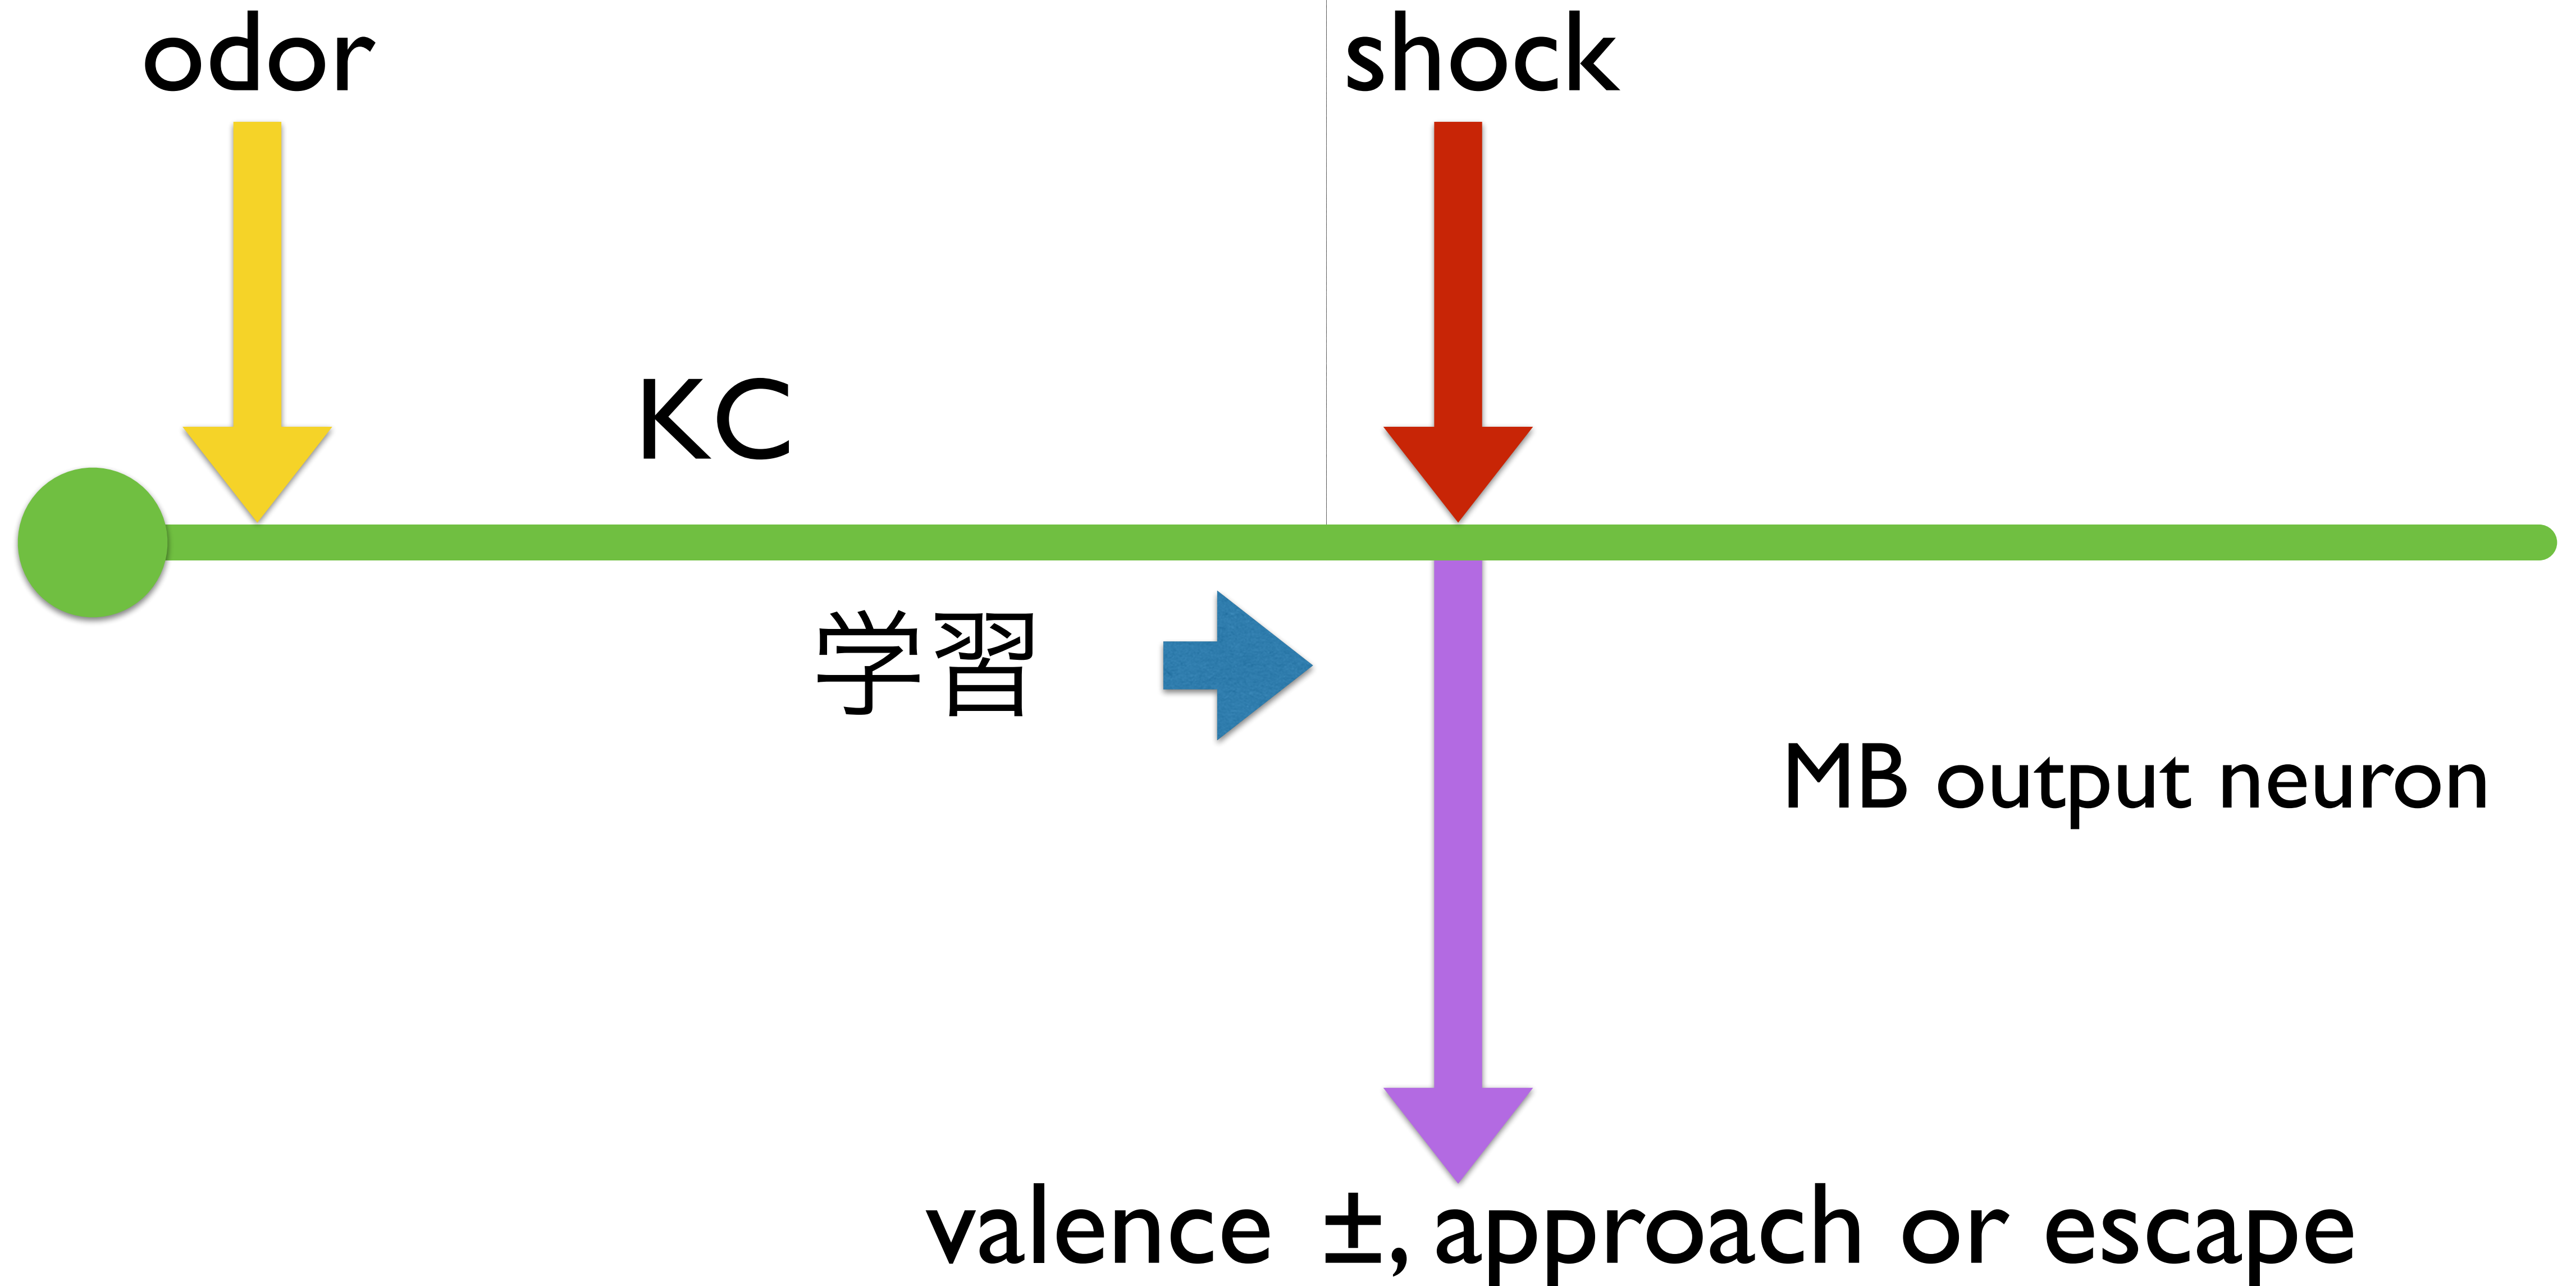 odor
shock
KC
学習
MB output neuron
valence ±, approach or escape